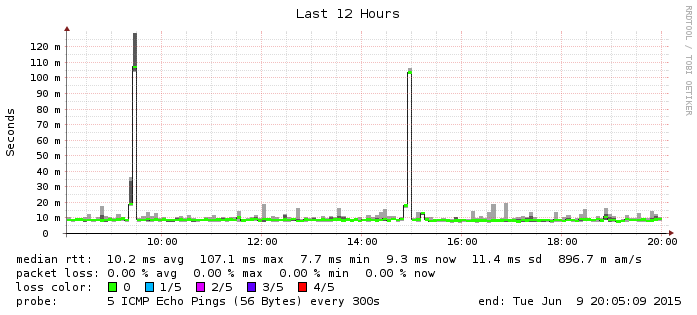 Last 12 Hours
RRDTOOL / TOBI OETIKER
Seconds
120 m
110 m
100 m
90 m
80 m
70 m
60 m
50 m
40 m
30 m
20 m
10 m
0
10:00 12:00 14:00 16:00 18:00 20:00
median rtt: 10.2 ms avg 107.1 ms max 7.7 ms min 9.3 ms now 11.4 ms sd 896.7 m am/s
packet loss: 0.00 % avg 0.00 % max 0.00 % min 0.00 % now
loss color: 0 1/5 2/5 3/5 4/5
probe: 5 ICMP Echo Pings (56 Bytes) every 300s end: Tue Jun 9 20:05:09 2015